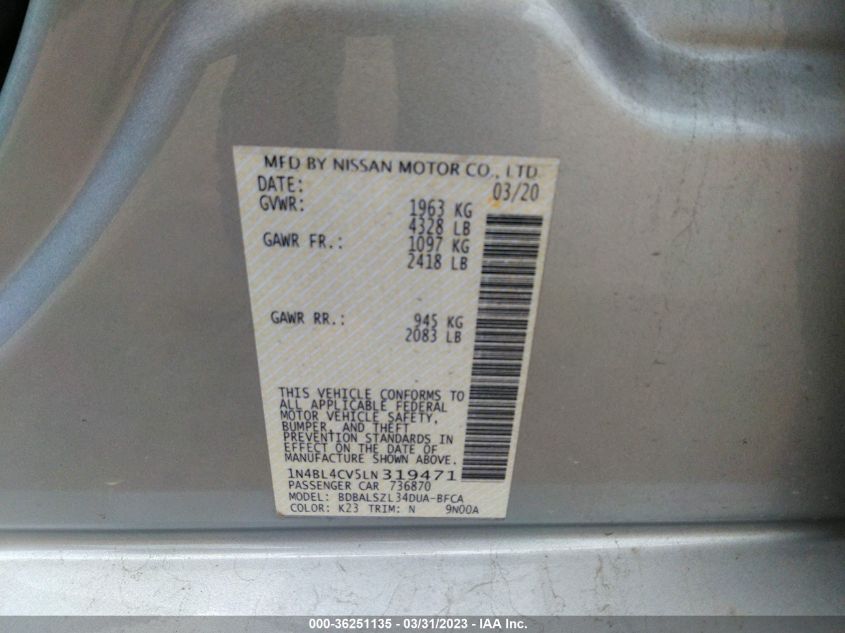 MFD BY NISSAN MOTOR CO., LTD
DATE: 03/20
GVWR: 1963 KG
4328 LB
GAWR FR.: 1097 KG
2418 LB
GAWR RR.: 945 KG
2083 LB
THIS VEHICLE CONFORMS TO
ALL APPLICABLE FEDERAL
MOTOR VEHICLE SAFETY,
BUMPER, AND THEFT
PREVENTION STANDARDS IN
EFFECT ON THE DATE OF
MANUFACTURE SHOWN ABOVE.
1N4BL4CV5LN319471
PASSENGER CAR 736870
MODEL: BDBALSZL34DUA-BFCA
COLOR: K23 TRIM: N 9N00A
000-36251135 - 03/31/2023 - IAA Inc.